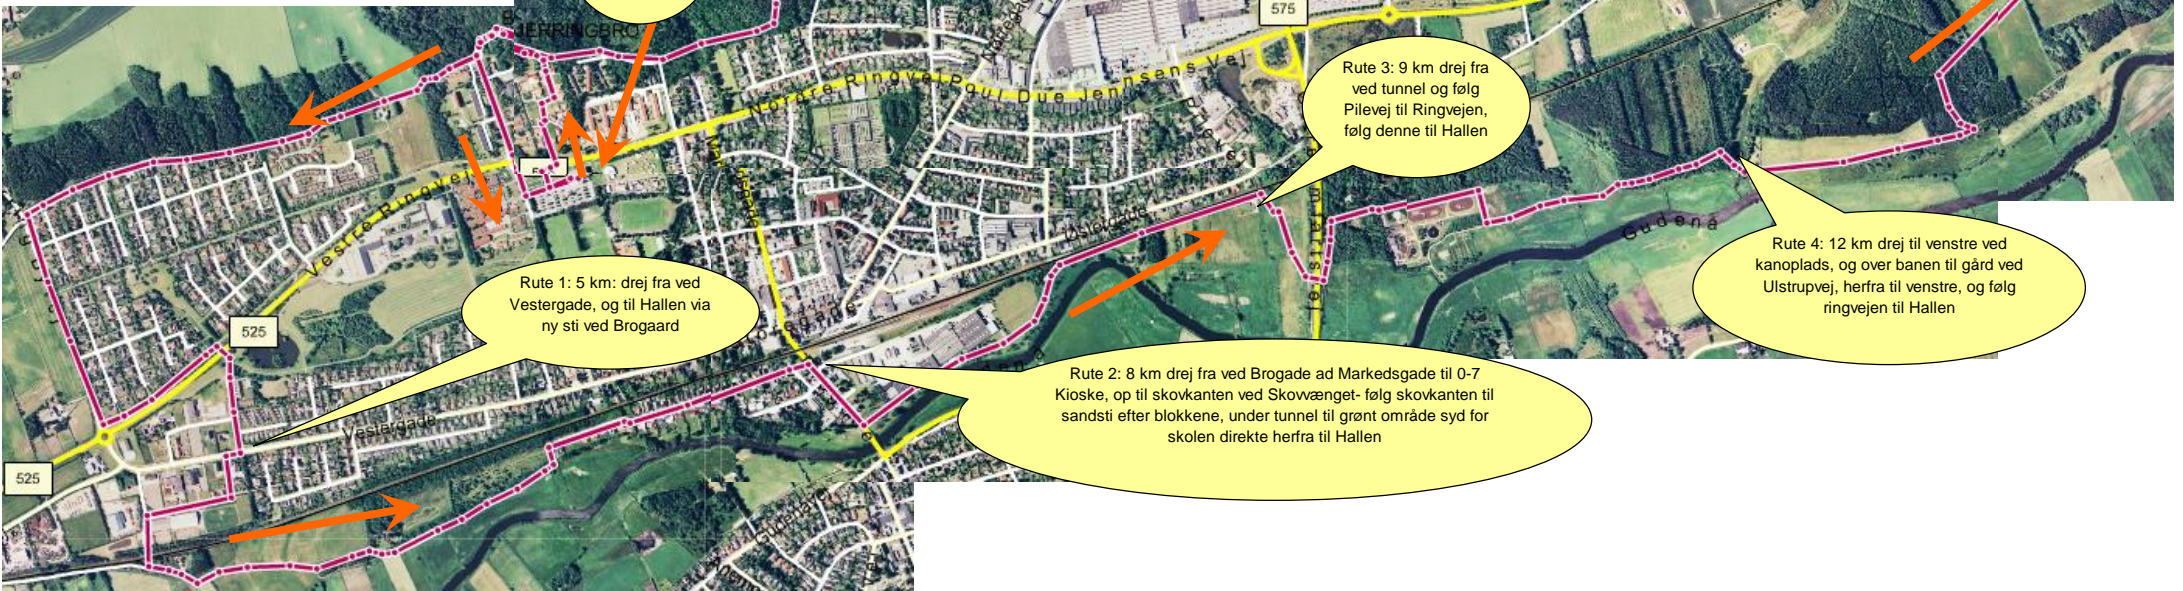 BJERRINGBRO
575
Nordre Ringvej
Poul Due Jensens Vej
Rute 3: 9 km drej fra
ved tunnel og følg
Pilevej til Ringvejen,
følg denne til Hallen
Vestre Ringvej
Østergade
Gudenå
Rute 4: 12 km drej til venstre ved
kanoplads, og over banen til gård ved
Ulstrupvej, herfra til venstre, og følg
ringvejen til Hallen
Rute 1: 5 km: drej fra ved
Vestergade, og til Hallen via
ny sti ved Brogaard
525
Rute 2: 8 km drej fra ved Brogade ad Markedsgade til 0-7
Kioske, op til skovkanten ved Skovvænget- følg skovkanten til
sandsti efter blokkene, under tunnel til grønt område syd for
skolen direkte herfra til Hallen
Vestergade
525